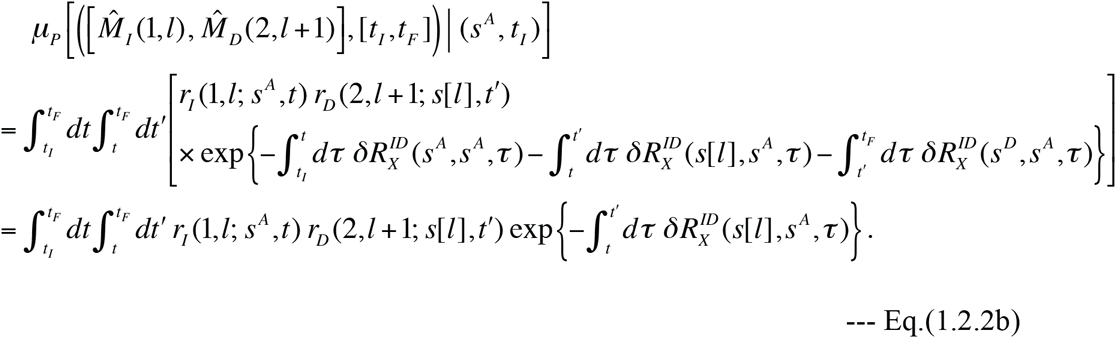 μ_P[([M̂_I(1,l), M̂_D(2,l+1)],[t_I,t_F])|(s^A,t_I)]
= ∫_{t_I}^{t_F} dt ∫_t^{t_F} dt′ [r_I(1,l; s^A,t) r_D(2,l+1; s[l],t′)
× exp{−∫_{t_I}^t dτ δR_X^{ID}(s^A,s^A,τ) − ∫_t^{t′} dτ δR_X^{ID}(s[l],s^A,τ) − ∫_{t′}^{t_F} dτ δR_X^{ID}(s^D,s^A,τ)}]
= ∫_{t_I}^{t_F} dt ∫_t^{t_F} dt′ r_I(1,l; s^A,t) r_D(2,l+1; s[l],t′) exp{−∫_t^{t′} dτ δR_X^{ID}(s[l],s^A,τ)}.
--- Eq.(1.2.2b)